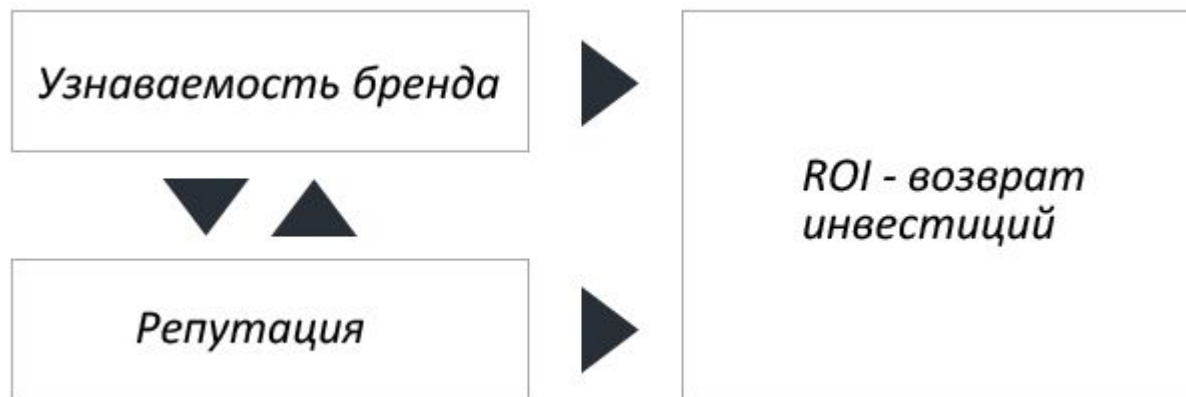 Узнаваемость бренда
ROI - возврат
инвестиций
Репутация